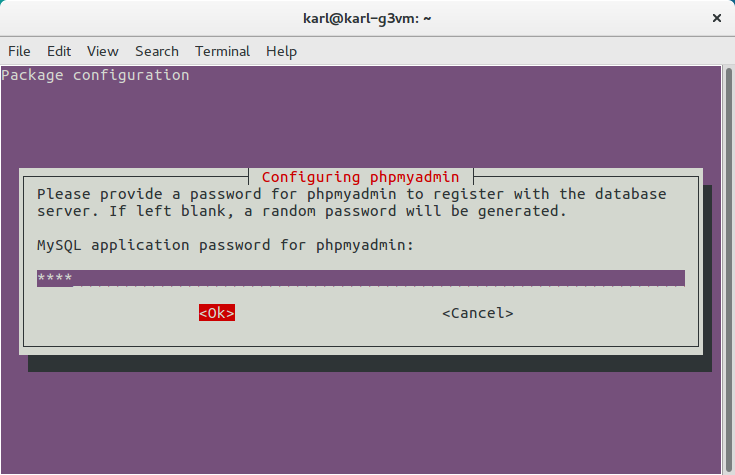 karl@karl-g3vm: ~
File Edit View Search Terminal Help
Package configuration
Configuring phpmyadmin
Please provide a password for phpmyadmin to register with the database
server. If left blank, a random password will be generated.
MySQL application password for phpmyadmin:
****
<Ok> <Cancel>